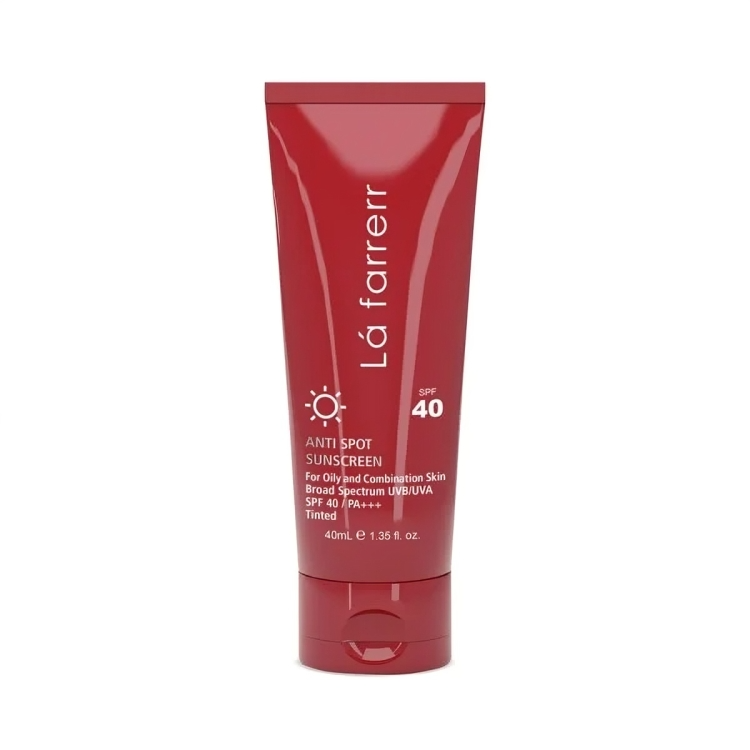 Lá farrerr
SPF
40
ANTI SPOT
SUNSCREEN
For Oily and Combination Skin
Broad Spectrum UVB/UVA
SPF 40 / PA+++
Tinted
40mL ℮ 1.35 fl. oz.